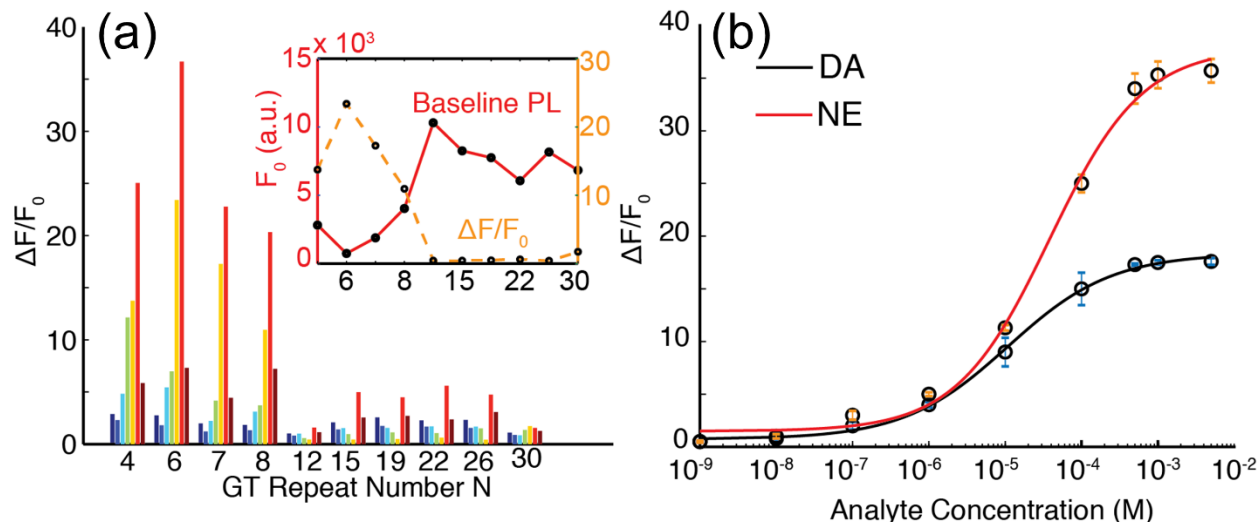 (a)
ΔF/F₀
40
30
20
10
0
4 6 7 8 12 15 19 22 26 30
GT Repeat Number N
15 x 10³
10
5
0
F₀ (a.u.)
Baseline PL
ΔF/F₀
30
20
10
0
6 8 15 22 30
(b)
ΔF/F₀
40
30
20
10
0
DA
NE
10⁻⁹ 10⁻⁸ 10⁻⁷ 10⁻⁶ 10⁻⁵ 10⁻⁴ 10⁻³ 10⁻²
Analyte Concentration (M)